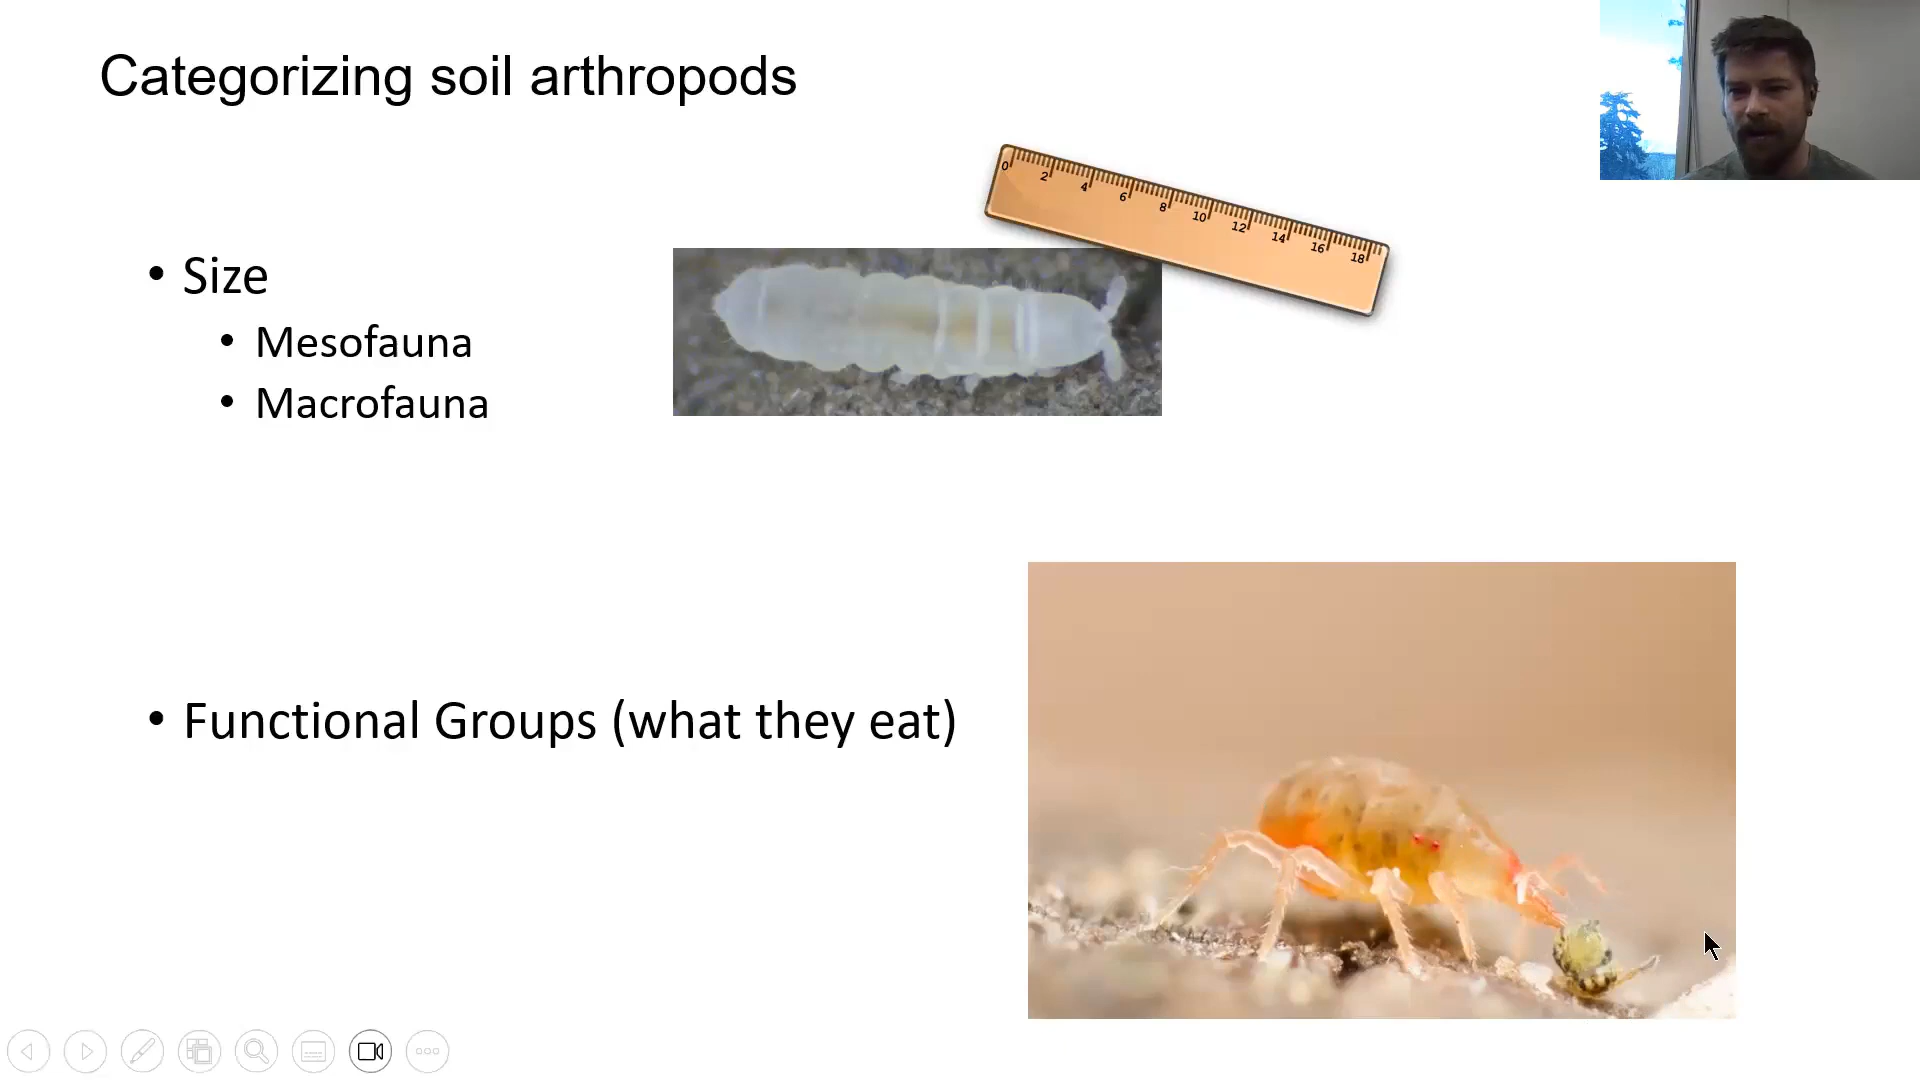 Categorizing soil arthropods
0 2 4 6 8 10 12 14 16 18
• Size
• Mesofauna
• Macrofauna
• Functional Groups (what they eat)